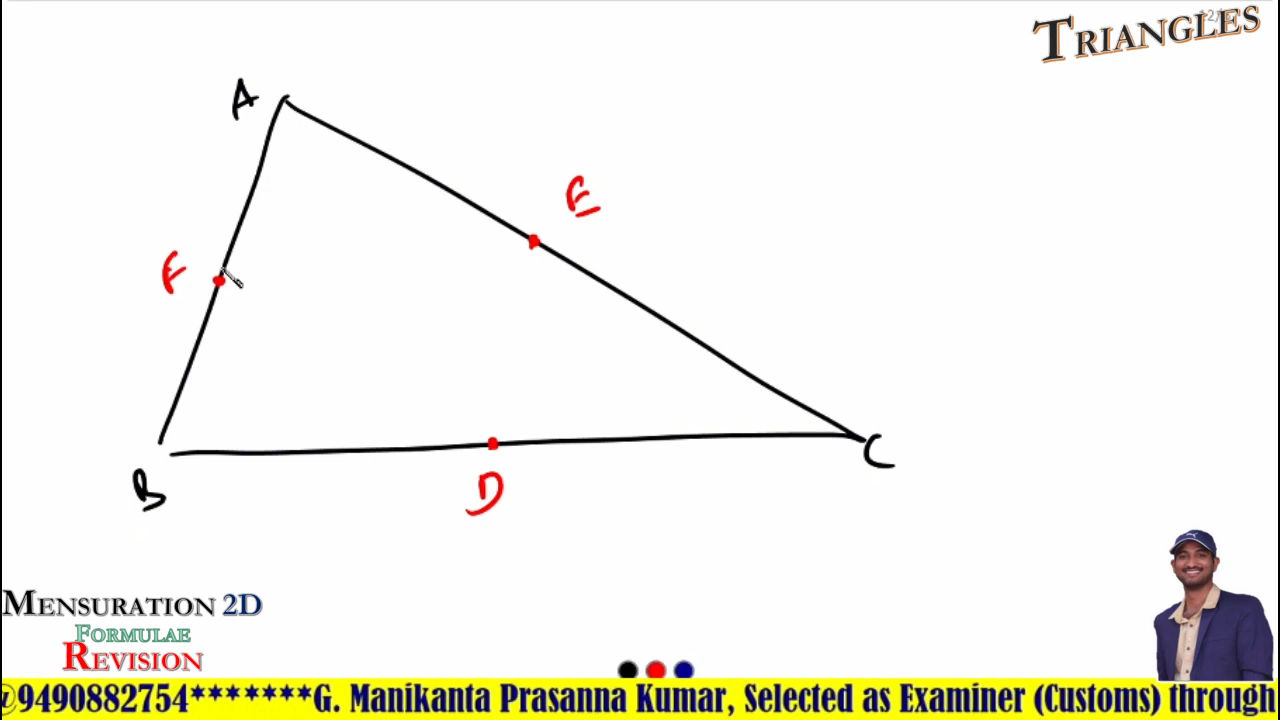 TRIANGLES
A
E
F
D
B
C
MENSURATION 2D
FORMULAE
REVISION
@9490882754*******G. Manikanta Prasanna Kumar, Selected as Examiner (Customs) through